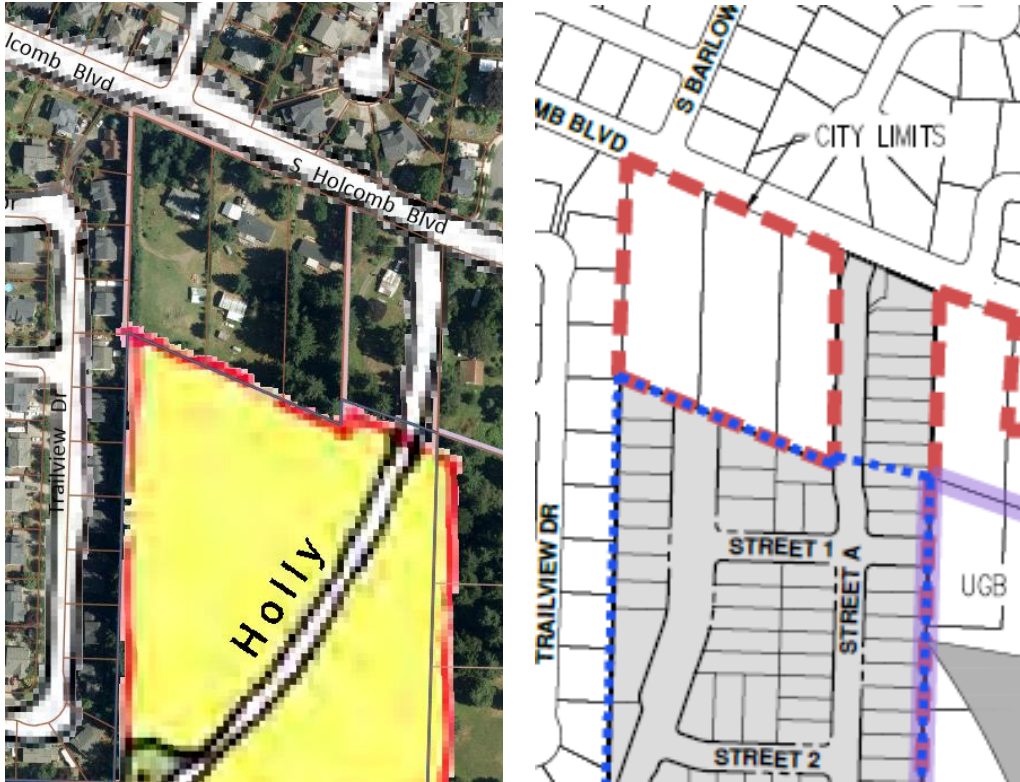 lcomb Blvd
S Holcomb Blvd
Trailview Dr
Holly
S BARLOW
MB BLVD
CITY LIMITS
STREET 1
STREET A
TRAILVIEW DR
UGB
STREET 2